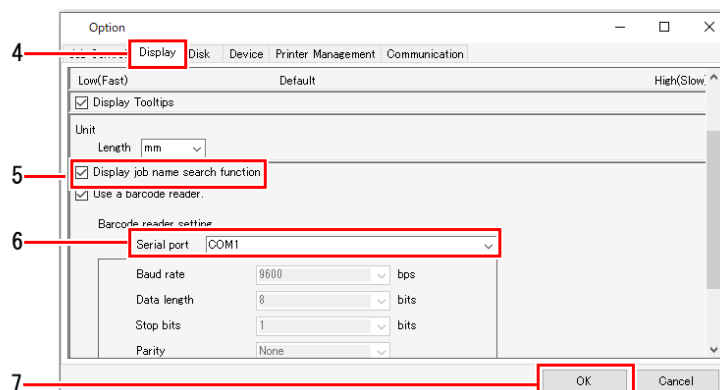 Option
4
Job Control Display Disk Device Printer Management Communication
Low(Fast) Default High(Slow)
Display Tooltips
Unit
Length mm
5
Display job name search function
Use a barcode reader.
Barcode reader setting
6
Serial port COM1
Baud rate 9600 bps
Data length 8 bits
Stop bits 1 bits
Parity None
7
OK Cancel